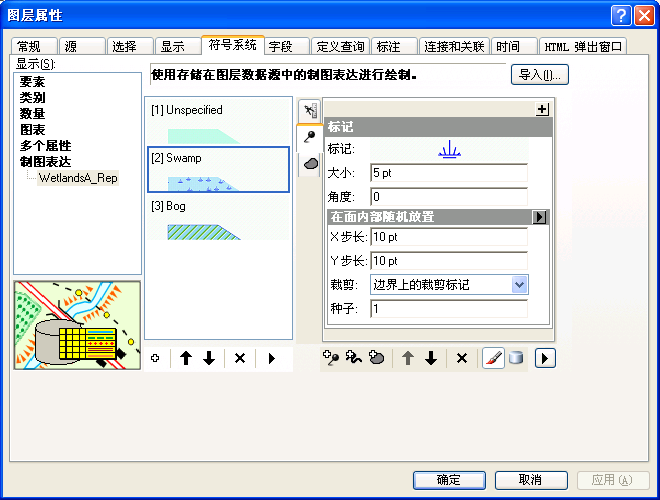 图层属性
常规 源 选择 显示 符号系统 字段 定义查询 标注 连接和关联 时间 HTML 弹出窗口
显示(S):
使用存储在图层数据源中的制图表达进行绘制。
导入(I)...
要素
类别
数量
图表
多个属性
制图表达
WetlandsA_Rep
[1] Unspecified
[2] Swamp
[3] Bog
标记
标记:
大小: 5 pt
角度: 0
在面内部随机放置
X 步长: 10 pt
Y 步长: 10 pt
裁剪: 边界上的裁剪标记
种子: 1
确定 取消 应用(A)